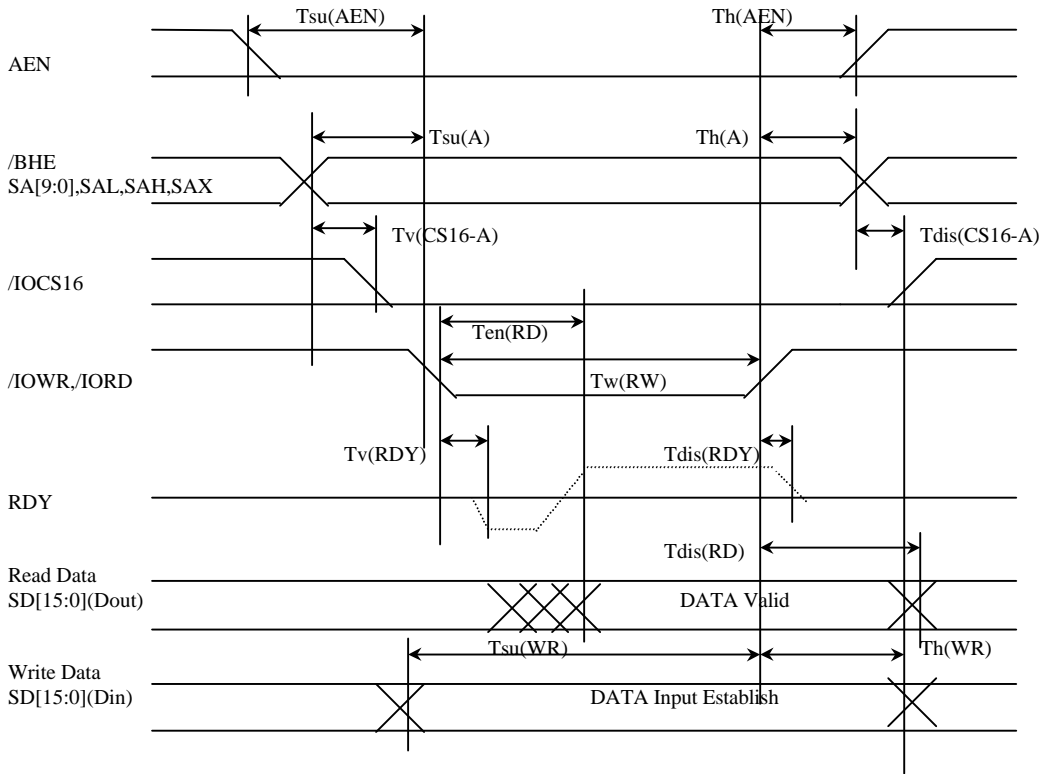 Tsu(AEN)
Th(AEN)
AEN
Tsu(A)
Th(A)
/BHE
SA[9:0],SAL,SAH,SAX
Tv(CS16-A)
Tdis(CS16-A)
/IOCS16
Ten(RD)
/IOWR,/IORD
Tw(RW)
Tv(RDY)
Tdis(RDY)
RDY
Tdis(RD)
Read Data
SD[15:0](Dout)
DATA Valid
Tsu(WR)
Th(WR)
Write Data
SD[15:0](Din)
DATA Input Establish